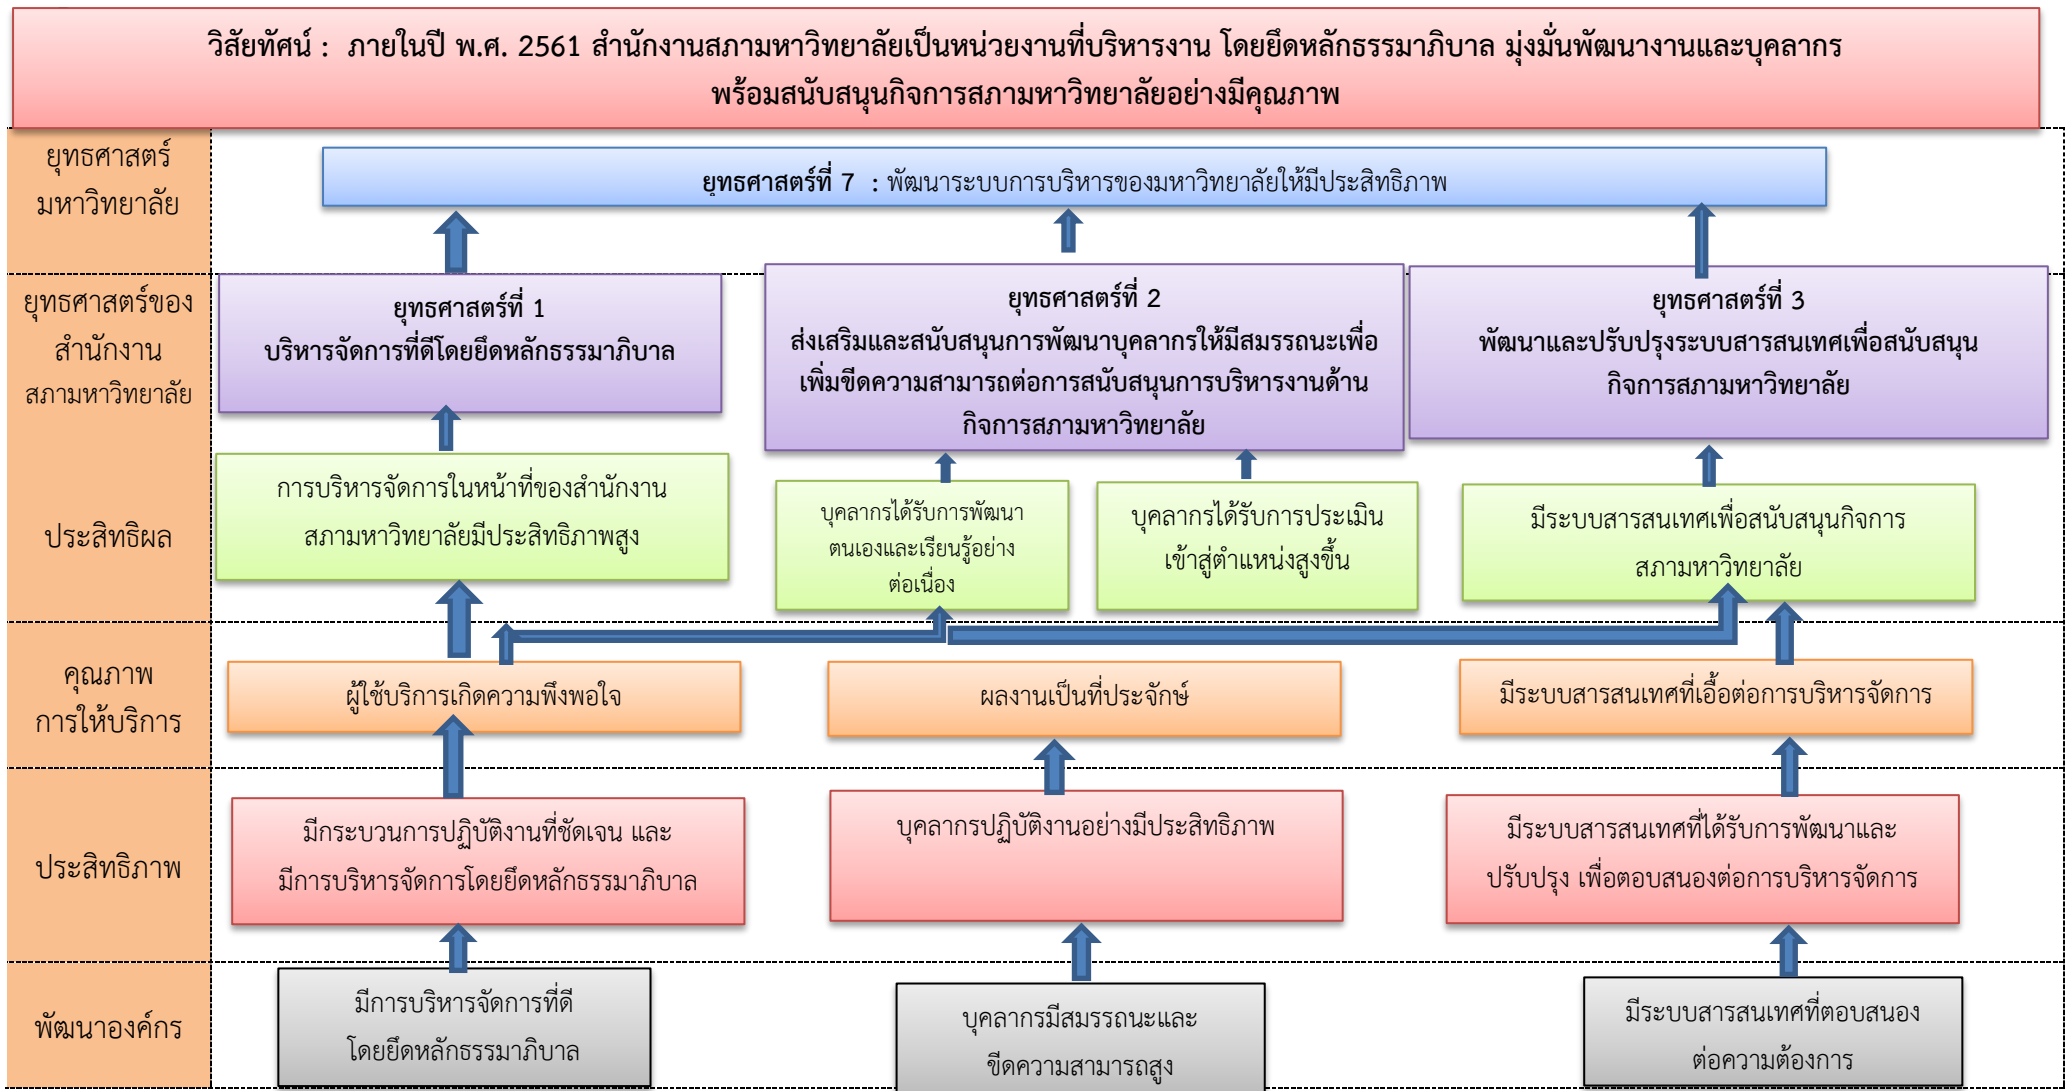 วิสัยทัศน์ : ภายในปี พ.ศ. 2561 สำนักงานสภามหาวิทยาลัยเป็นหน่วยงานที่บริหารงาน โดยยึดหลักธรรมาภิบาล มุ่งมั่นพัฒนางานและบุคลากร
พร้อมสนับสนุนกิจการสภามหาวิทยาลัยอย่างมีคุณภาพ
ยุทธศาสตร์
มหาวิทยาลัย
ยุทธศาสตร์ที่ 7 : พัฒนาระบบการบริหารของมหาวิทยาลัยให้มีประสิทธิภาพ
ยุทธศาสตร์ของ
สำนักงาน
สภามหาวิทยาลัย
ยุทธศาสตร์ที่ 1
บริหารจัดการที่ดีโดยยึดหลักธรรมาภิบาล
ยุทธศาสตร์ที่ 2
ส่งเสริมและสนับสนุนการพัฒนาบุคลากรให้มีสมรรถนะเพื่อ
เพิ่มขีดความสามารถต่อการสนับสนุนการบริหารงานด้าน
กิจการสภามหาวิทยาลัย
ยุทธศาสตร์ที่ 3
พัฒนาและปรับปรุงระบบสารสนเทศเพื่อสนับสนุน
กิจการสภามหาวิทยาลัย
ประสิทธิผล
การบริหารจัดการในหน้าที่ของสำนักงาน
สภามหาวิทยาลัยมีประสิทธิภาพสูง
บุคลากรได้รับการพัฒนา
ตนเองและเรียนรู้อย่าง
ต่อเนื่อง
บุคลากรได้รับการประเมิน
เข้าสู่ตำแหน่งสูงขึ้น
มีระบบสารสนเทศเพื่อสนับสนุนกิจการ
สภามหาวิทยาลัย
คุณภาพ
การให้บริการ
ผู้ใช้บริการเกิดความพึงพอใจ
ผลงานเป็นที่ประจักษ์
มีระบบสารสนเทศที่เอื้อต่อการบริหารจัดการ
ประสิทธิภาพ
มีกระบวนการปฏิบัติงานที่ชัดเจน และ
มีการบริหารจัดการโดยยึดหลักธรรมาภิบาล
บุคลากรปฏิบัติงานอย่างมีประสิทธิภาพ
มีระบบสารสนเทศที่ได้รับการพัฒนาและ
ปรับปรุง เพื่อตอบสนองต่อการบริหารจัดการ
พัฒนาองค์กร
มีการบริหารจัดการที่ดี
โดยยึดหลักธรรมาภิบาล
บุคลากรมีสมรรถนะและ
ขีดความสามารถสูง
มีระบบสารสนเทศที่ตอบสนอง
ต่อความต้องการ